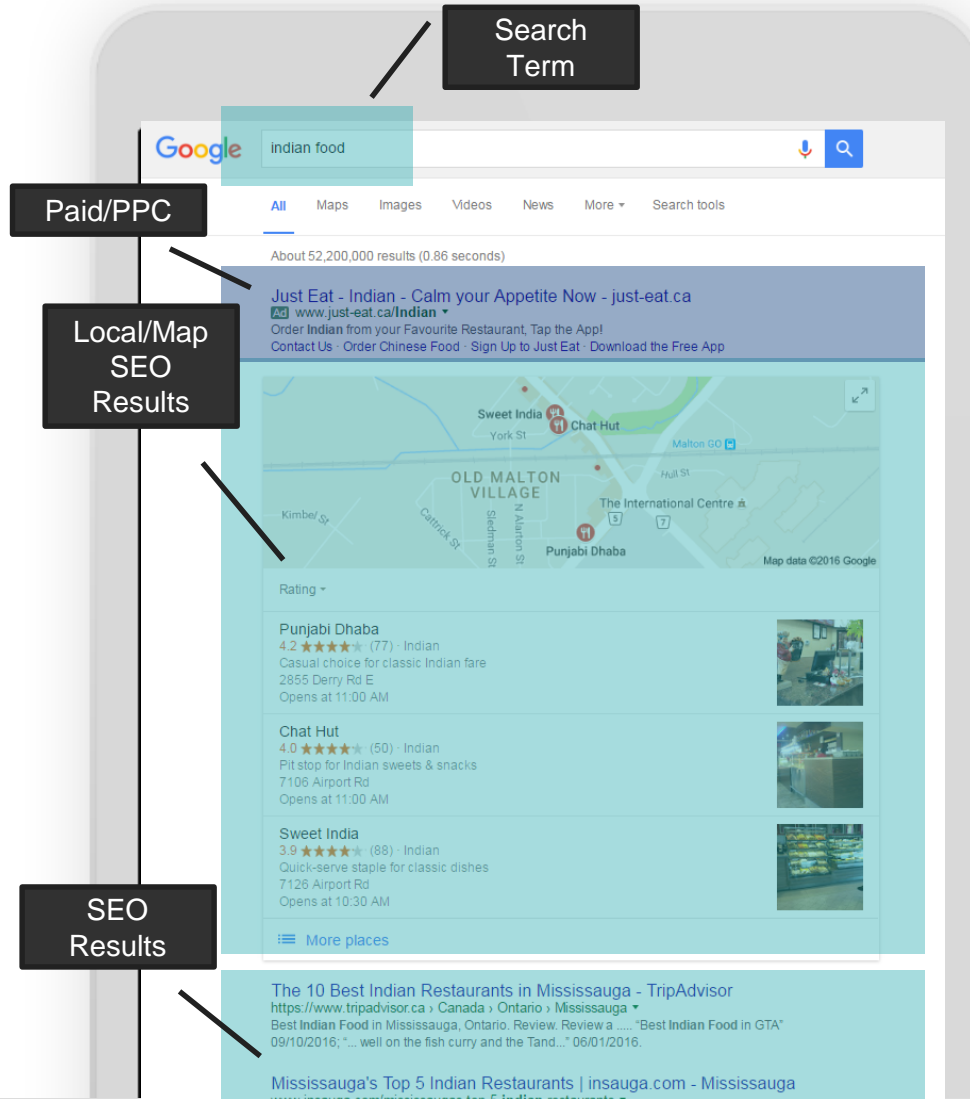 Search
Term
Google
indian food
Paid/PPC
All Maps Images Videos News More Search tools
About 52,200,000 results (0.86 seconds)
Just Eat - Indian - Calm your Appetite Now - just-eat.ca
Ad www.just-eat.ca/Indian
Order Indian from your Favourite Restaurant, Tap the App!
Contact Us · Order Chinese Food · Sign Up to Just Eat · Download the Free App
Local/Map
SEO
Results
Sweet India
Chat Hut
York St
Malton GO
OLD MALTON
VILLAGE
Hull St
The International Centre
5
7
Kimbel St
Cattrick St
Sledman St
N Alarton St
Punjabi Dhaba
Map data ©2016 Google
Rating
Punjabi Dhaba
4.2 ★★★★★ (77) · Indian
Casual choice for classic Indian fare
2855 Derry Rd E
Opens at 11:00 AM
Chat Hut
4.0 ★★★★★ (50) · Indian
Pit stop for Indian sweets & snacks
7106 Airport Rd
Opens at 11:00 AM
Sweet India
3.9 ★★★★★ (88) · Indian
Quick-serve staple for classic dishes
7126 Airport Rd
Opens at 10:30 AM
More places
SEO
Results
The 10 Best Indian Restaurants in Mississauga - TripAdvisor
https://www.tripadvisor.ca › Canada › Ontario › Mississauga
Best Indian Food in Mississauga, Ontario. Review. Review a ..... “Best Indian Food in GTA”
09/10/2016; “... well on the fish curry and the Tand...” 06/01/2016.
Mississauga's Top 5 Indian Restaurants | insauga.com - Mississauga